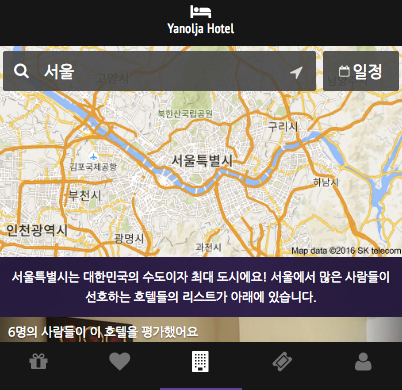 Yanolja Hotel
서울
일정
고양시
북한산국립공원
구리시
김포국제공항
서울특별시
부천시
하남시
인천광역시
광명시
과천시
Map data ©2016 SK telecom
서울특별시는 대한민국의 수도이자 최대 도시에요! 서울에서 많은 사람들이
선호하는 호텔들의 리스트가 아래에 있습니다.
6명의 사람들이 이 호텔을 평가했어요